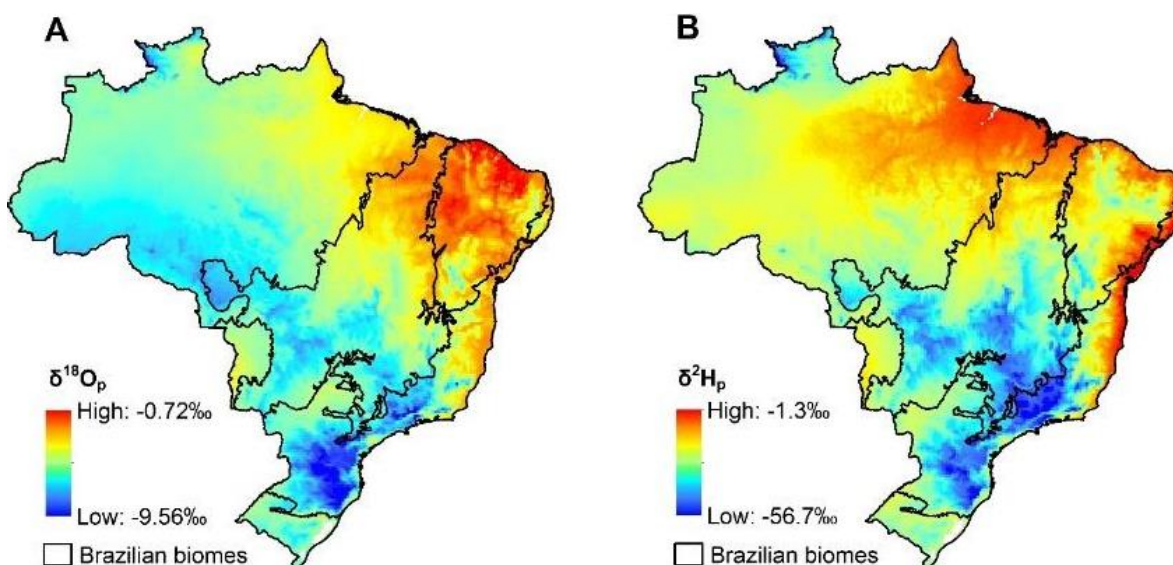 A
δ¹⁸Oₚ
High: -0.72‰
Low: -9.56‰
Brazilian biomes
B
δ²Hₚ
High: -1.3‰
Low: -56.7‰
Brazilian biomes